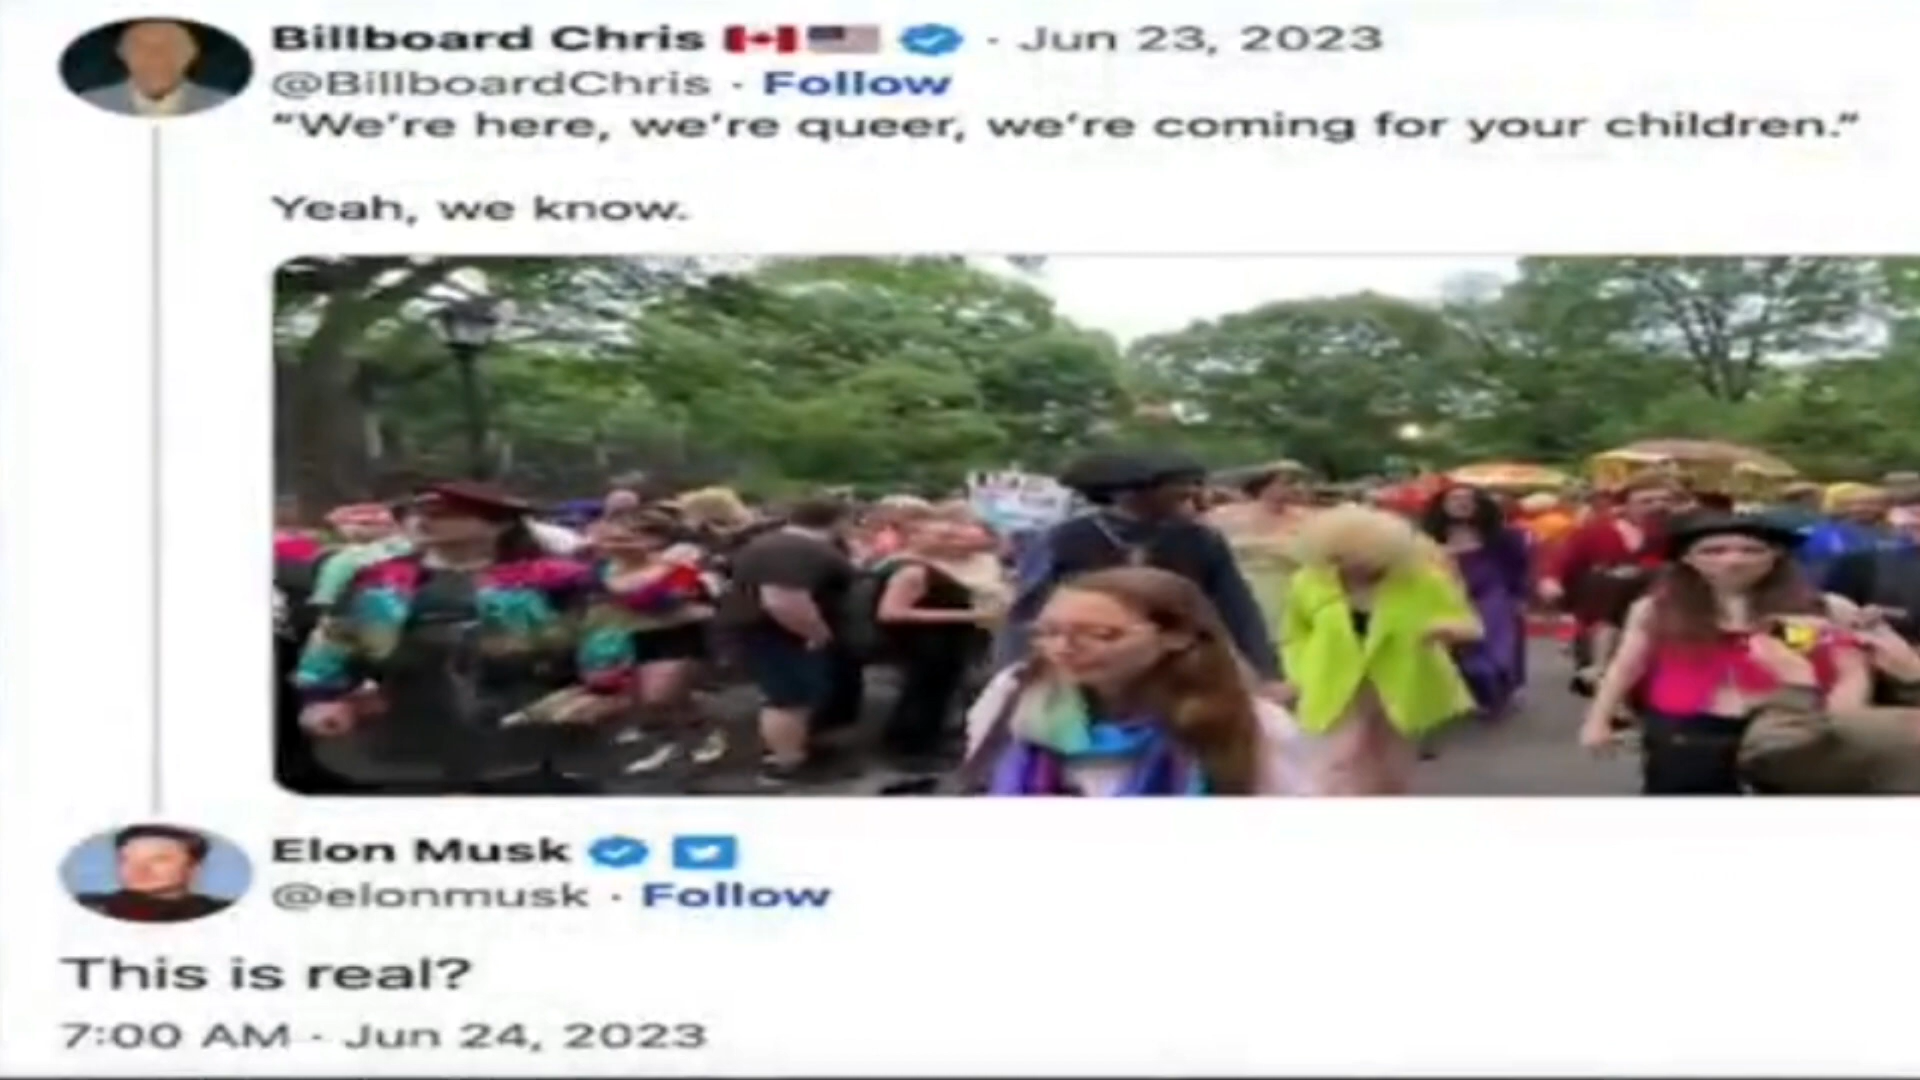 Billboard Chris · Jun 23, 2023
@BillboardChris · Follow
“We’re here, we’re queer, we’re coming for your children.”
Yeah, we know.
Elon Musk
@elonmusk · Follow
This is real?
7:00 AM · Jun 24, 2023